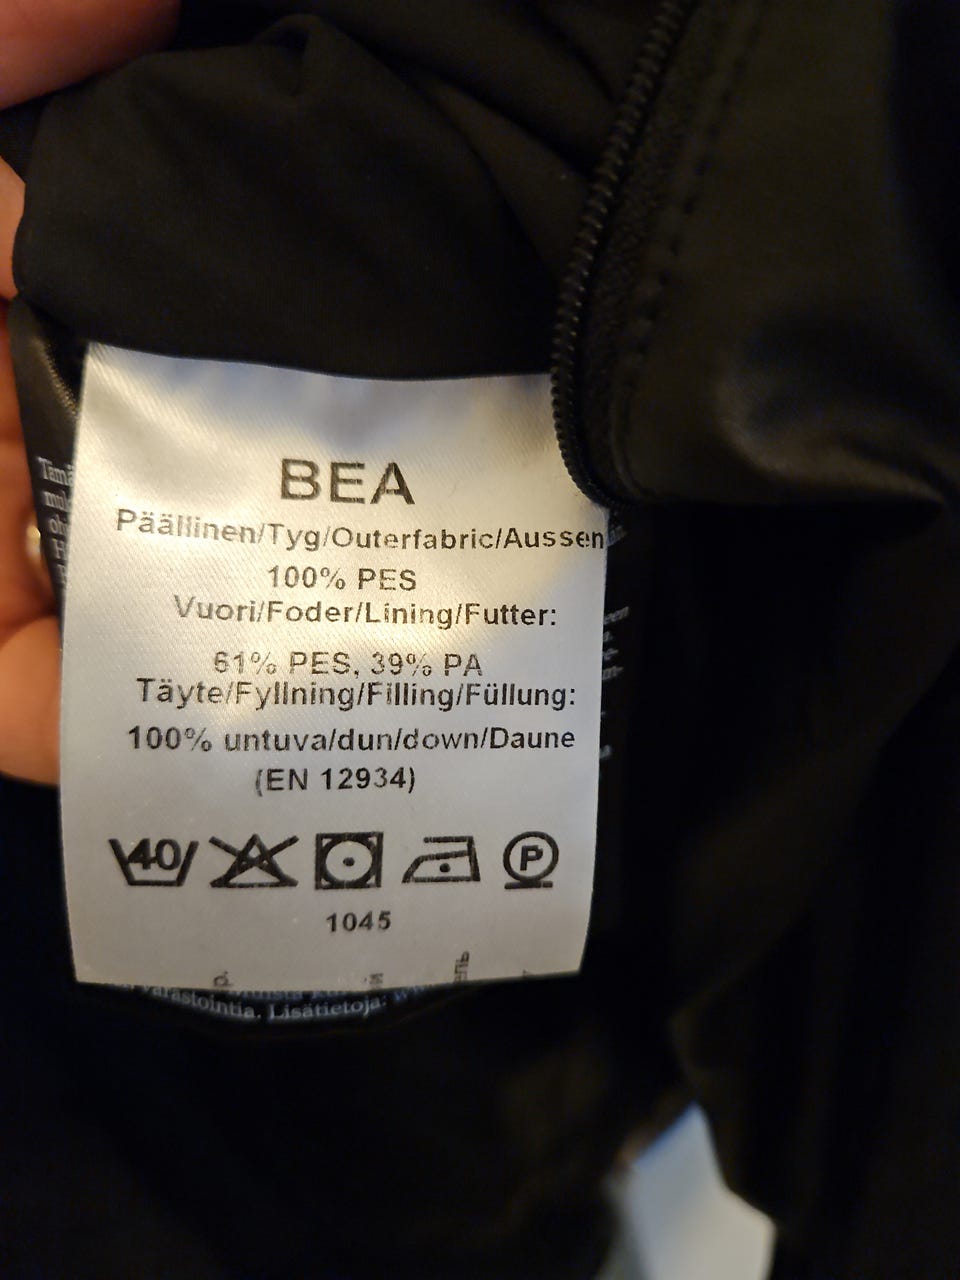 BEA
Päällinen/Tyg/Outerfabric/Aussen
100% PES
Vuori/Foder/Lining/Futter:
61% PES, 39% PA
Täyte/Fyllning/Filling/Füllung:
100% untuva/dun/down/Daune
(EN 12934)
40 P
1045
varastointia. Lisätietoja: